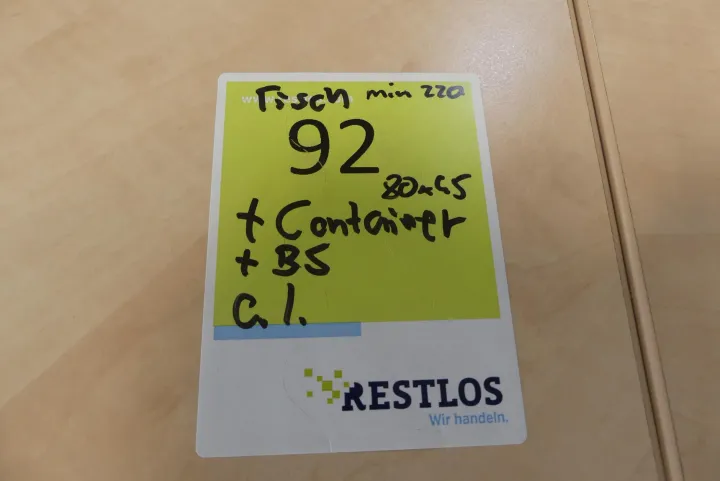 Tisch min 220
92
80x45
+ Container
+ BS
a. l.
RESTLOS
Wir handeln.